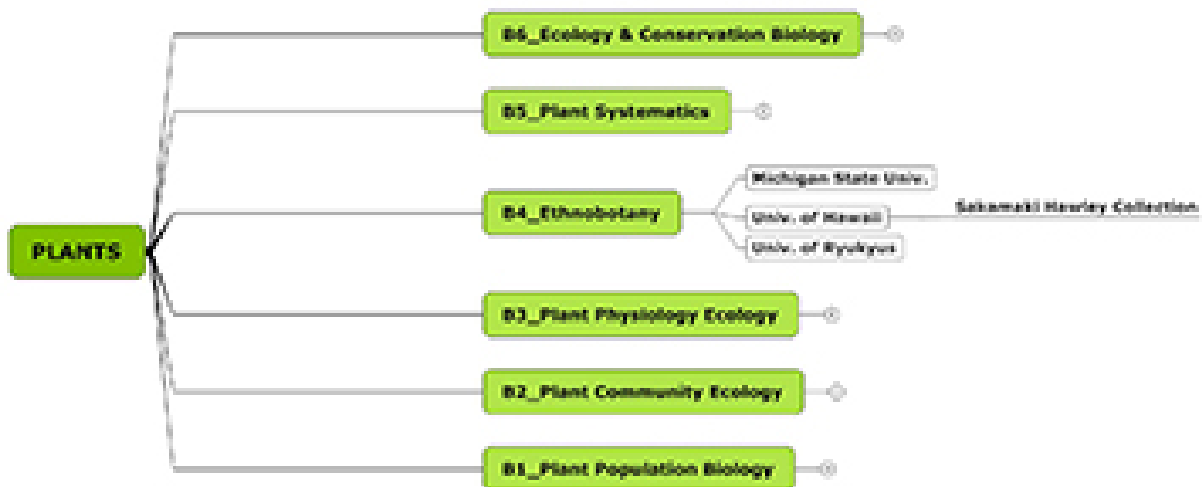 B6_Ecology & Conservation Biology
B5_Plant Systematics
Michigan State Univ.
B4_Ethnobotany
Univ. of Hawaii
Sakamaki Hawley Collection
Univ. of Ryukyus
PLANTS
B3_Plant Physiology Ecology
B2_Plant Community Ecology
B1_Plant Population Biology